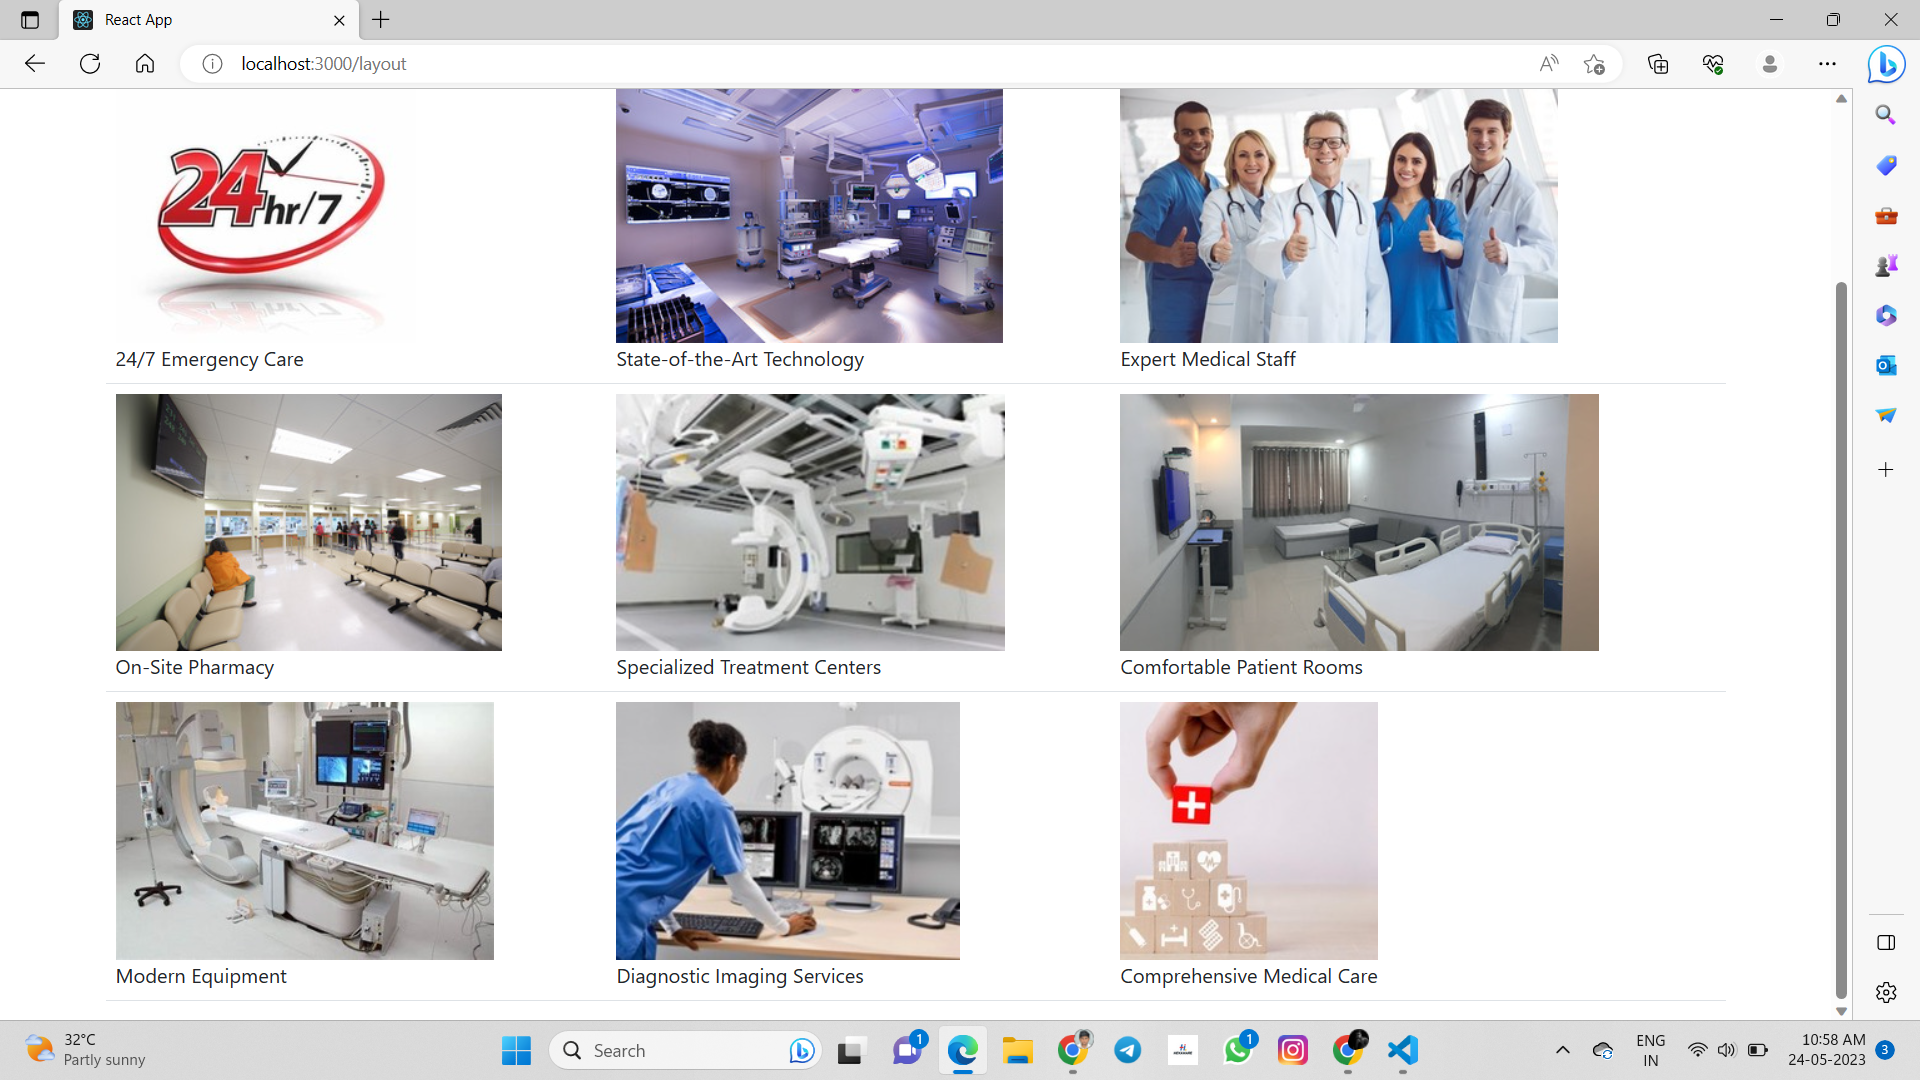 React App
localhost:3000/layout
24hr/7
24/7 Emergency Care
State-of-the-Art Technology
Expert Medical Staff
On-Site Pharmacy
Specialized Treatment Centers
Comfortable Patient Rooms
Modern Equipment
Diagnostic Imaging Services
Comprehensive Medical Care
32°C
Partly sunny
Search
1
1
ENG
IN
10:58 AM
24-05-2023
3